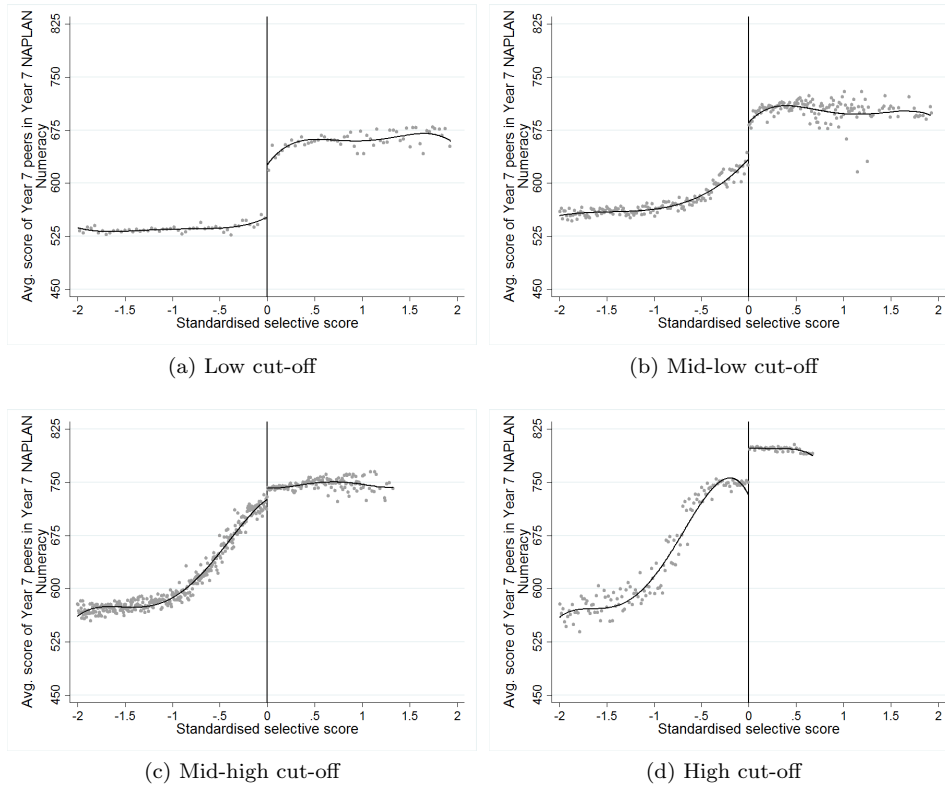 Avg. score of Year 7 peers in Year 7 NAPLAN
Numeracy
825
750
675
600
525
450
-2 -1.5 -1 -.5 0 .5 1 1.5 2
Standardised selective score
(a) Low cut-off
Avg. score of Year 7 peers in Year 7 NAPLAN
Numeracy
825
750
675
600
525
450
-2 -1.5 -1 -.5 0 .5 1 1.5 2
Standardised selective score
(b) Mid-low cut-off
Avg. score of Year 7 peers in Year 7 NAPLAN
Numeracy
825
750
675
600
525
450
-2 -1.5 -1 -.5 0 .5 1 1.5 2
Standardised selective score
(c) Mid-high cut-off
Avg. score of Year 7 peers in Year 7 NAPLAN
Numeracy
825
750
675
600
525
450
-2 -1.5 -1 -.5 0 .5 1 1.5 2
Standardised selective score
(d) High cut-off